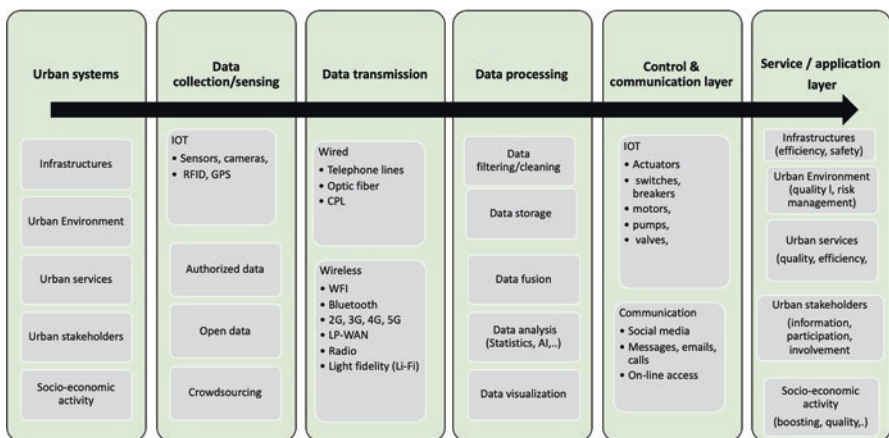 Urban systems
Infrastructures
Urban Environment
Urban services
Urban stakeholders
Socio-economic
activity
Data
collection/sensing
IOT
• Sensors, cameras,
• RFID, GPS
Authorized data
Open data
Crowdsourcing
Data transmission
Wired
• Telephone lines
• Optic fiber
• CPL
Wireless
• WFI
• Bluetooth
• 2G, 3G, 4G, 5G
• LP-WAN
• Radio
• Light fidelity (Li-Fi)
Data processing
Data
filtering/cleaning
Data storage
Data fusion
Data analysis
(Statistics, AI,..)
Data visualization
Control &
communication layer
IOT
• Actuators
• switches,
breakers
• motors,
• pumps,
• valves,
Communication
• Social media
• Messages, emails,
calls
• On-line access
Service / application
layer
Infrastructures
(efficiency, safety)
Urban Environment
(quality l, risk
management)
Urban services
(quality, efficiency,
Urban stakeholders
(information,
participation,
involvement
Socio-economic
activity
(boosting, quality,.)